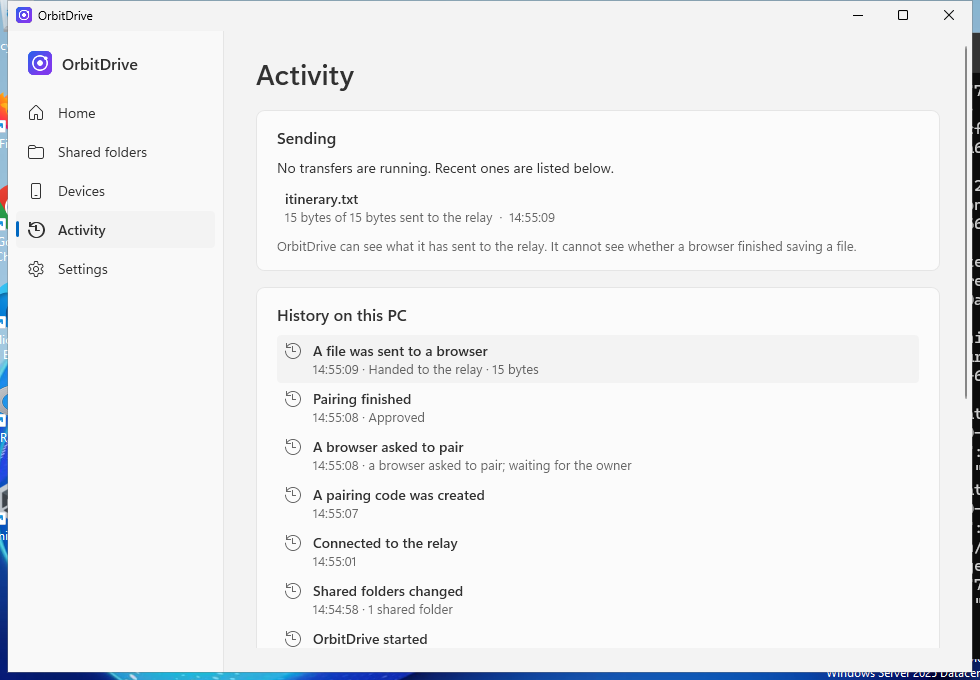 OrbitDrive
OrbitDrive
Home
Shared folders
Devices
Activity
Settings
Activity
Sending
No transfers are running. Recent ones are listed below.
itinerary.txt
15 bytes of 15 bytes sent to the relay · 14:55:09
OrbitDrive can see what it has sent to the relay. It cannot see whether a browser finished saving a file.
History on this PC
A file was sent to a browser
14:55:09 · Handed to the relay · 15 bytes
Pairing finished
14:55:08 · Approved
A browser asked to pair
14:55:08 · a browser asked to pair; waiting for the owner
A pairing code was created
14:55:07
Connected to the relay
14:55:01
Shared folders changed
14:54:58 · 1 shared folder
OrbitDrive started
Windows Server 2025 Datacen